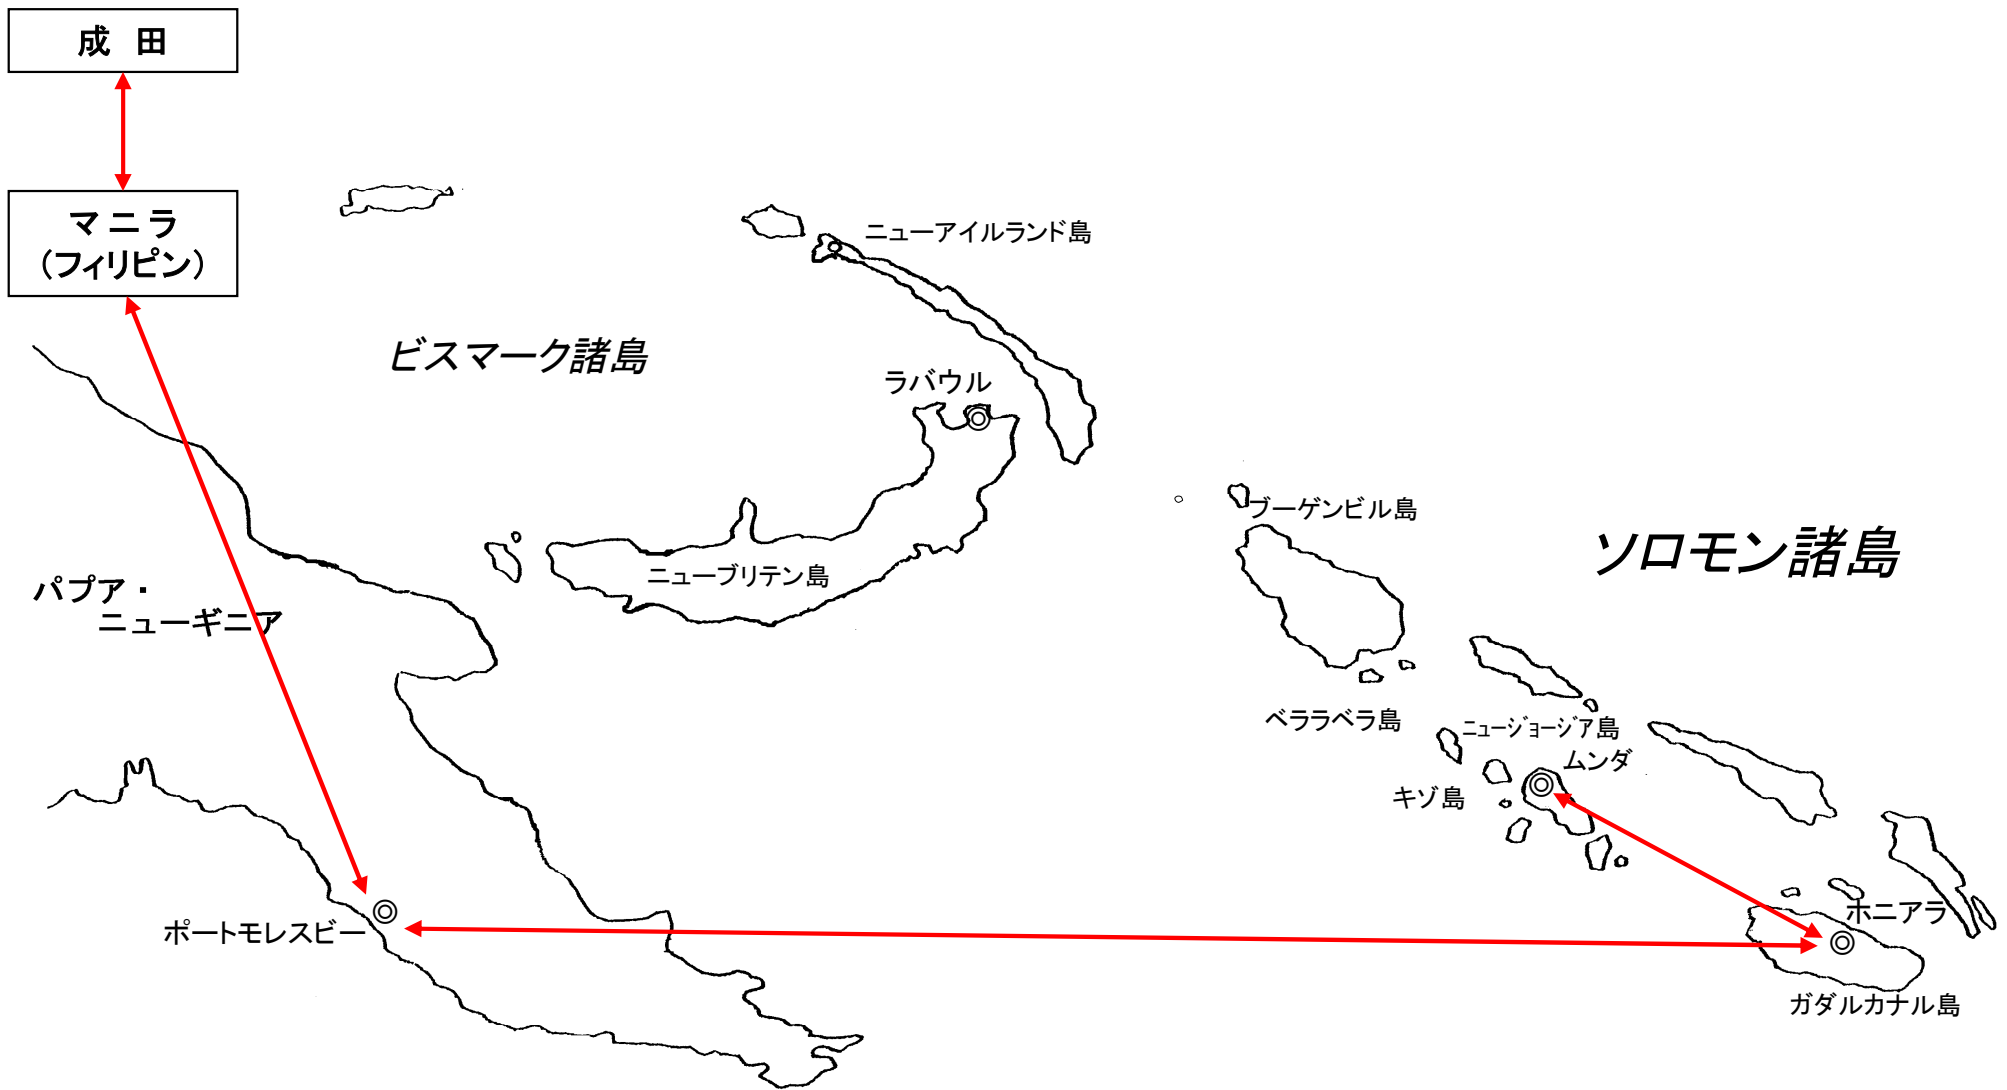 成 田
マニラ
（フィリピン）
ニューアイルランド島
ビスマーク諸島
ラバウル
ブーゲンビル島
ソロモン諸島
ニューブリテン島
パプア・
ニューギニア
ベララベラ島
ﾆｭｰｼﾞｮｰｼﾞｱ島
ムンダ
キゾ島
ホニアラ
ポートモレスビー
ガダルカナル島